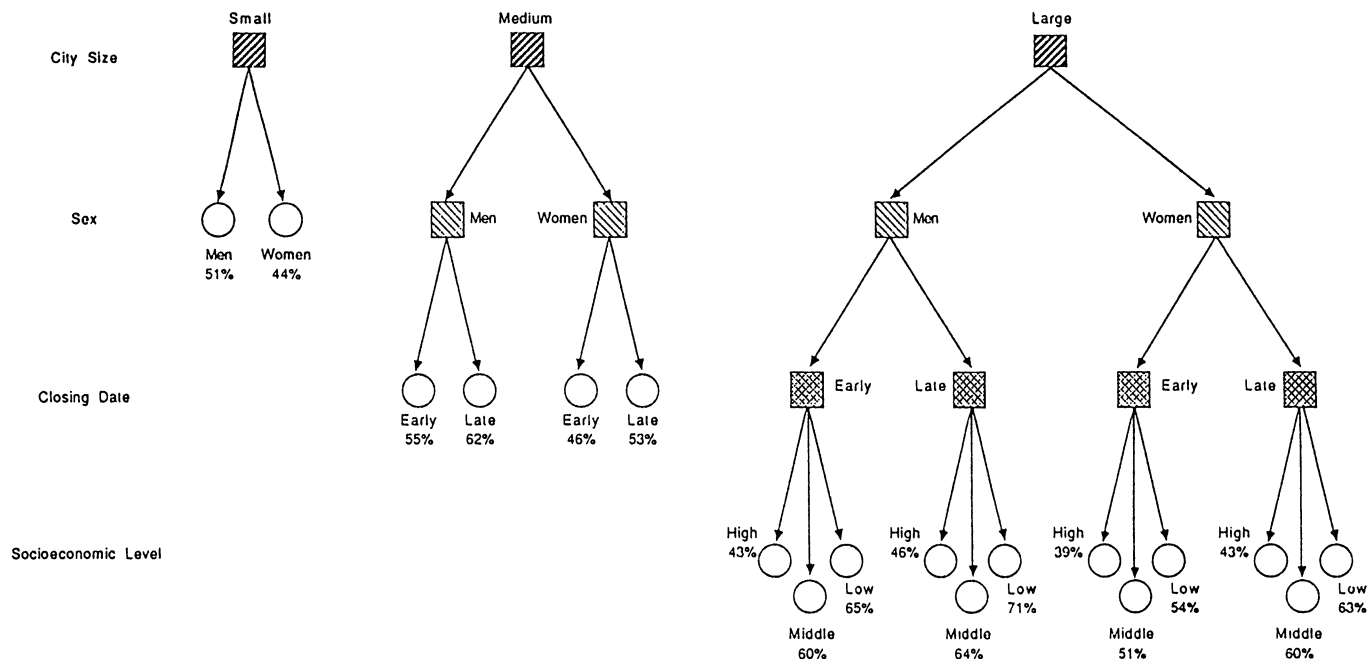 Small
Medium
Large
City Size
Sex
Men
Women
Men
Women
Men
51%
Women
44%
Closing Date
Early
55%
Late
62%
Early
46%
Late
53%
Early
Late
Early
Late
Socioeconomic Level
High
43%
Low
65%
Middle
60%
High
46%
Low
71%
Middle
64%
High
39%
Low
54%
Middle
51%
High
43%
Low
63%
Middle
60%